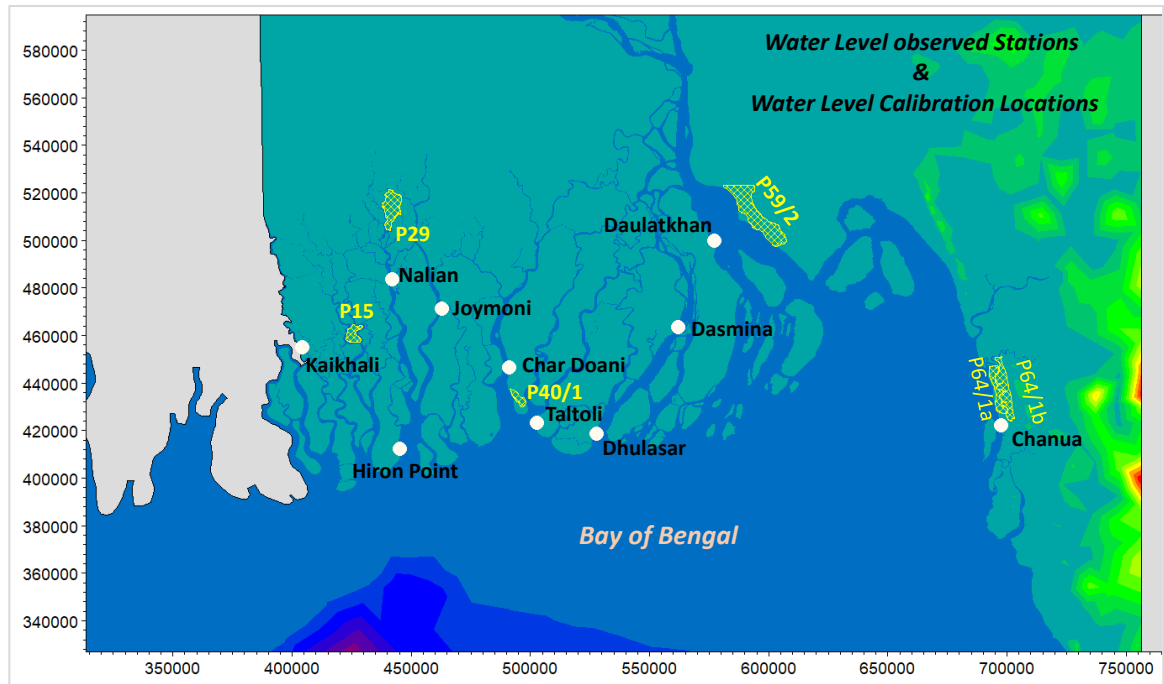 Water Level observed Stations
&
Water Level Calibration Locations
580000
560000
540000
520000
500000
480000
460000
440000
420000
400000
380000
360000
340000
P59/2
Daulatkhan
P29
Nalian
Joymoni
P15
Dasmina
Kaikhali
Char Doani
P40/1
Taltoli
P64/1a
P64/1b
Chanua
Dhulasar
Hiron Point
Bay of Bengal
350000 400000 450000 500000 550000 600000 650000 700000 750000